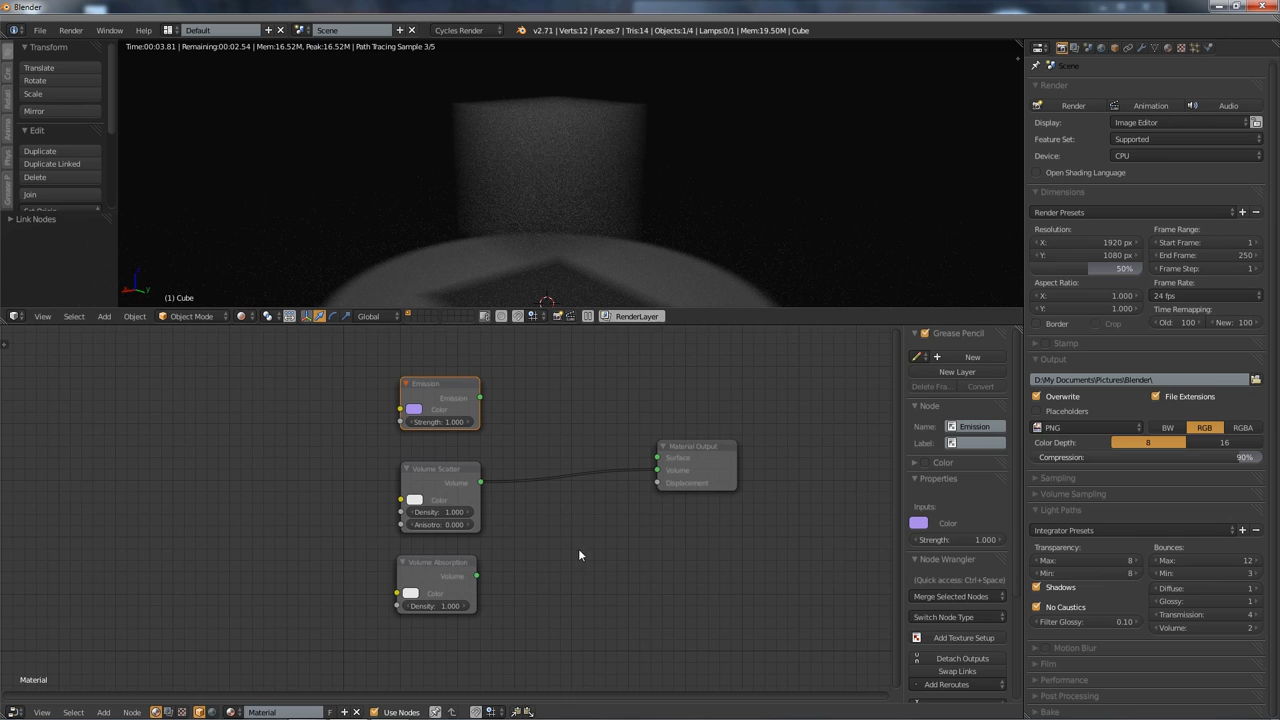 Blender
File
Render
Window
Help
Default
Scene
Cycles Render
v2.71 | Verts:12 | Faces:7 | Tris:14 | Objects:1/4 | Lamps:0/1 | Mem:19.50M | Cube
Transform
Translate
Rotate
Scale
Mirror
Edit
Duplicate
Duplicate Linked
Delete
Join
Link Nodes
Time:00:03.81 | Remaining:00:02.54 | Mem:16.52M, Peak:16.52M | Path Tracing Sample 3/5
(1) Cube
View
Select
Add
Object
Object Mode
Global
RenderLayer
Emission
Emission
Color
Strength: 1.000
Volume Scatter
Volume
Color
Density: 1.000
Anisotro: 0.000
Volume Absorption
Volume
Color
Density: 1.000
Material Output
Surface
Volume
Displacement
Material
Grease Pencil
New
New Layer
Delete Fra...
Convert
Node
Name:
Emission
Label:
Color
Properties
Inputs:
Color
Strength: 1.000
Node Wrangler
(Quick access: Ctrl+Space)
Merge Selected Nodes
Switch Node Type
Add Texture Setup
Detach Outputs
Swap Links
Add Reroutes
View
Select
Add
Node
Material
F
Use Nodes
Scene
Render
Render
Animation
Audio
Display:
Image Editor
Feature Set:
Supported
Device:
CPU
Open Shading Language
Dimensions
Render Presets
Resolution:
Frame Range:
X: 1920 px
Start Frame: 1
Y: 1080 px
End Frame: 250
50%
Frame Step: 1
Aspect Ratio:
Frame Rate:
X: 1.000
24 fps
Y: 1.000
Time Remapping:
Border
Crop
Old: 100
New: 100
Stamp
Output
D:\My Documents\Pictures\Blender\
Overwrite
File Extensions
Placeholders
PNG
BW
RGB
RGBA
Color Depth:
8
16
Compression: 90%
Sampling
Volume Sampling
Light Paths
Integrator Presets
Transparency:
Bounces:
Max: 8
Max: 12
Min: 8
Min: 3
Shadows
Diffuse: 1
Glossy: 1
No Caustics
Transmission: 4
Filter Glossy: 0.10
Volume: 2
Motion Blur
Film
Performance
Post Processing
Bake